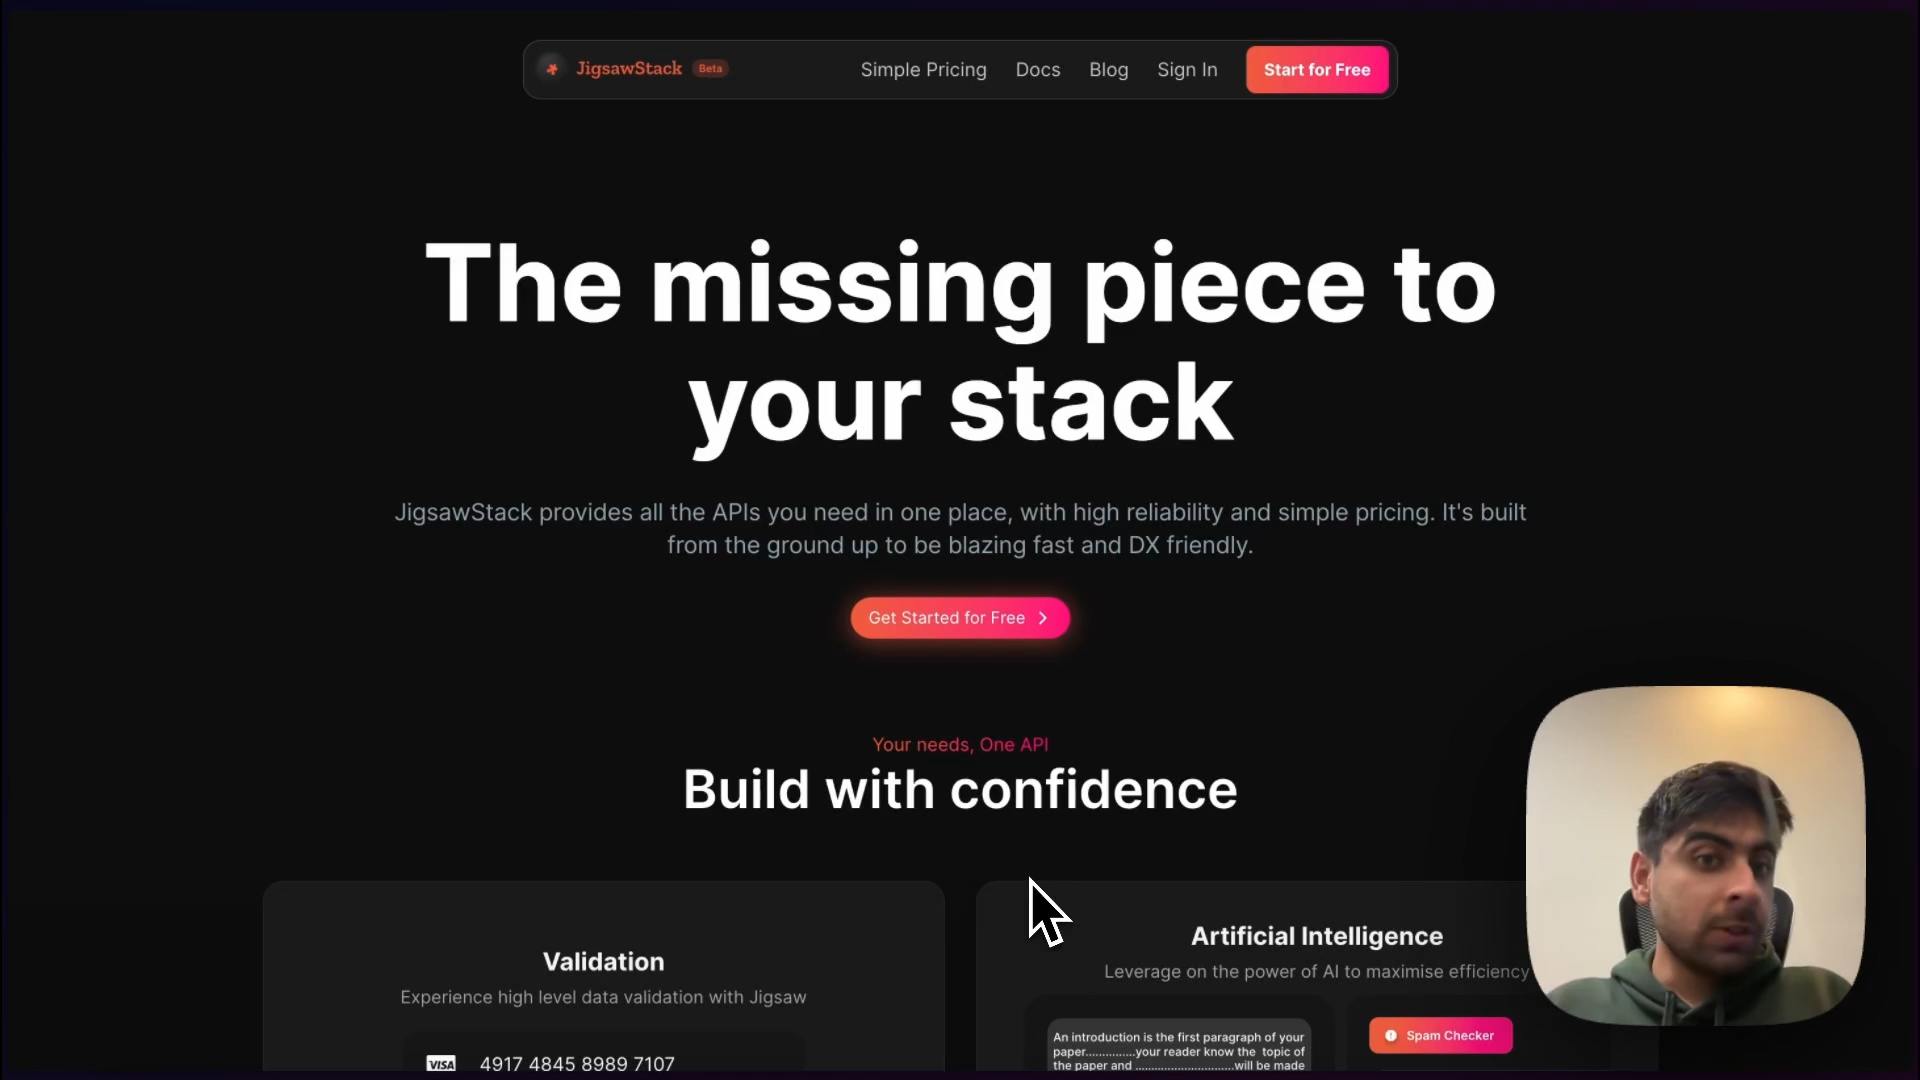 JigsawStack Beta
Simple Pricing Docs Blog Sign In Start for Free
The missing piece to
your stack
JigsawStack provides all the APIs you need in one place, with high reliability and simple pricing. It's built
from the ground up to be blazing fast and DX friendly.
Get Started for Free
Your needs, One API
Build with confidence
Validation
Experience high level data validation with Jigsaw
VISA 4917 4845 8989 7107
Artificial Intelligence
Leverage on the power of AI to maximise efficiency
An introduction is the first paragraph of your
paper...............your reader know the topic of
the paper and .............................will be made
Spam Checker